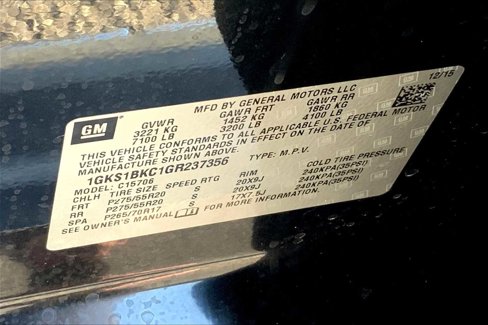 GM
MFD BY GENERAL MOTORS LLC
12/15
GVWR GAWR FRT GAWR RR
3221 KG 1452 KG 1860 KG
7100 LB 3200 LB 4100 LB
THIS VEHICLE CONFORMS TO ALL APPLICABLE U.S. FEDERAL MOTOR
VEHICLE SAFETY STANDARDS IN EFFECT ON THE DATE OF
MANUFACTURE SHOWN ABOVE.
1GKS1BKC1GR237356 TYPE: M.P.V.
MODEL: C15706
CHLH TIRE SIZE SPEED RTG RIM COLD TIRE PRESSURE
FRT P275/55R20 S 20X9J 240KPA(35PSI)
RR P275/55R20 S 20X9J 240KPA(35PSI)
SPA P265/70R17 S 17X7.5J 240KPA(35PSI)
SEE OWNER'S MANUAL FOR MORE INFORMATION.